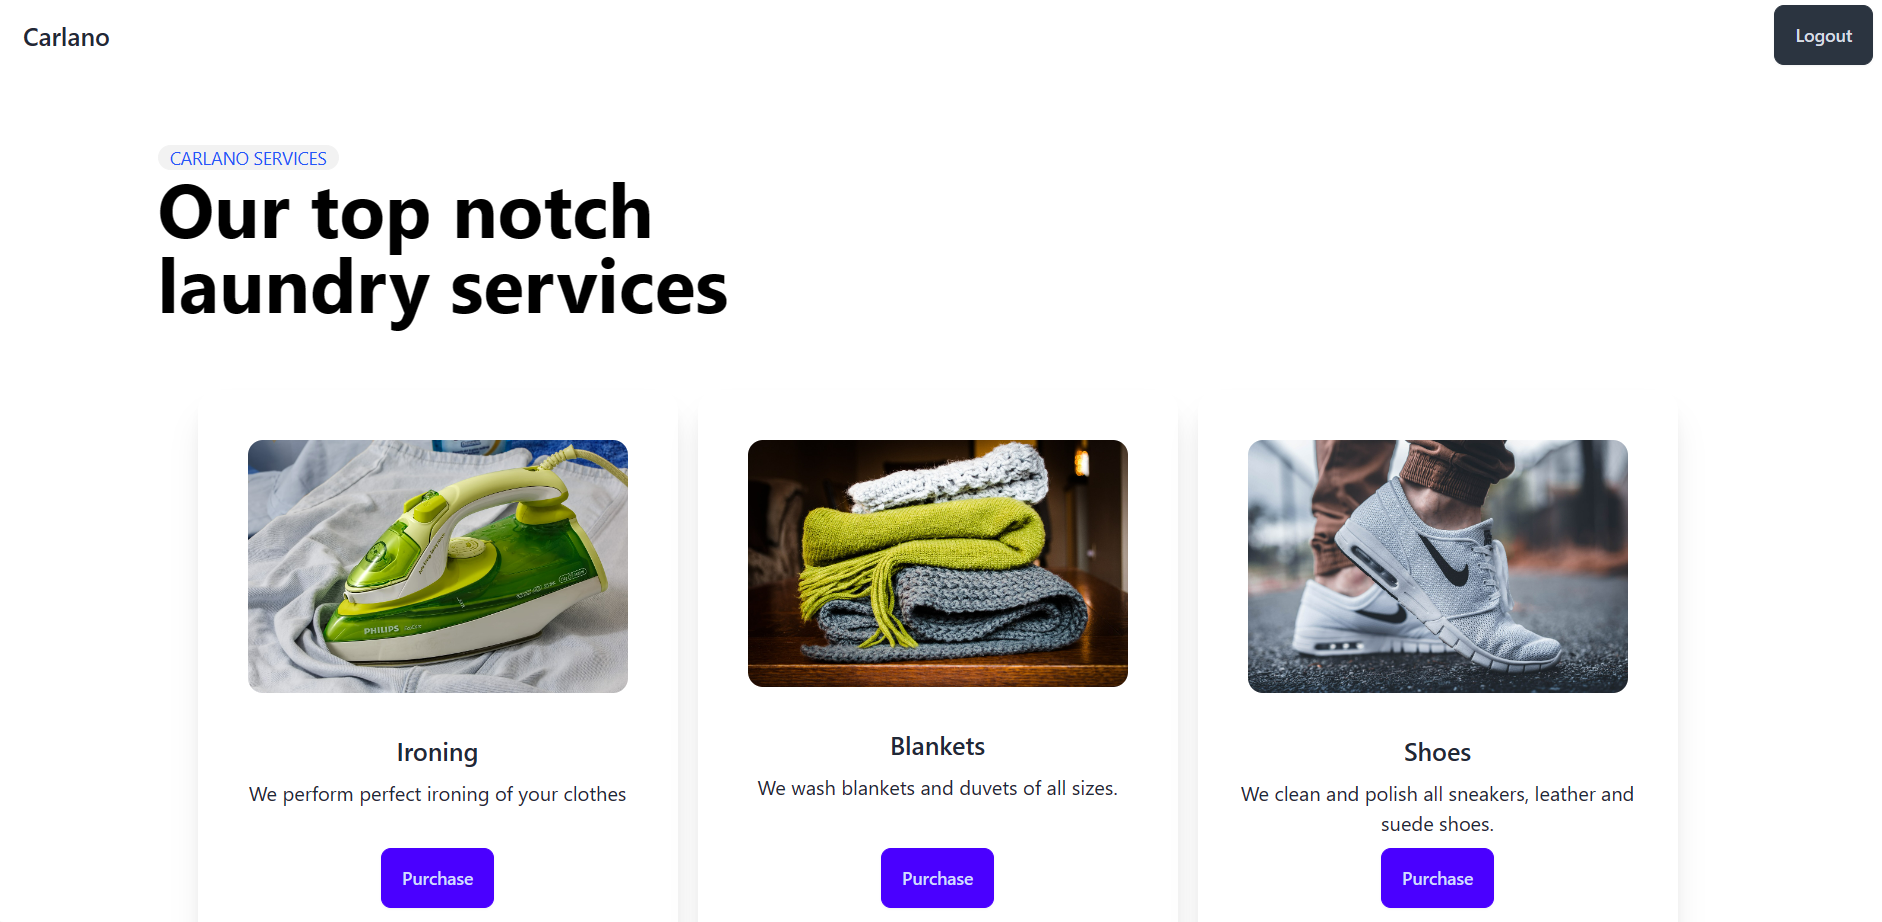 Carlano
Logout
CARLANO SERVICES
Our top notch
laundry services
PHILIPS
Ironing
We perform perfect ironing of your clothes
Purchase
Blankets
We wash blankets and duvets of all sizes.
Purchase
Shoes
We clean and polish all sneakers, leather and
suede shoes.
Purchase